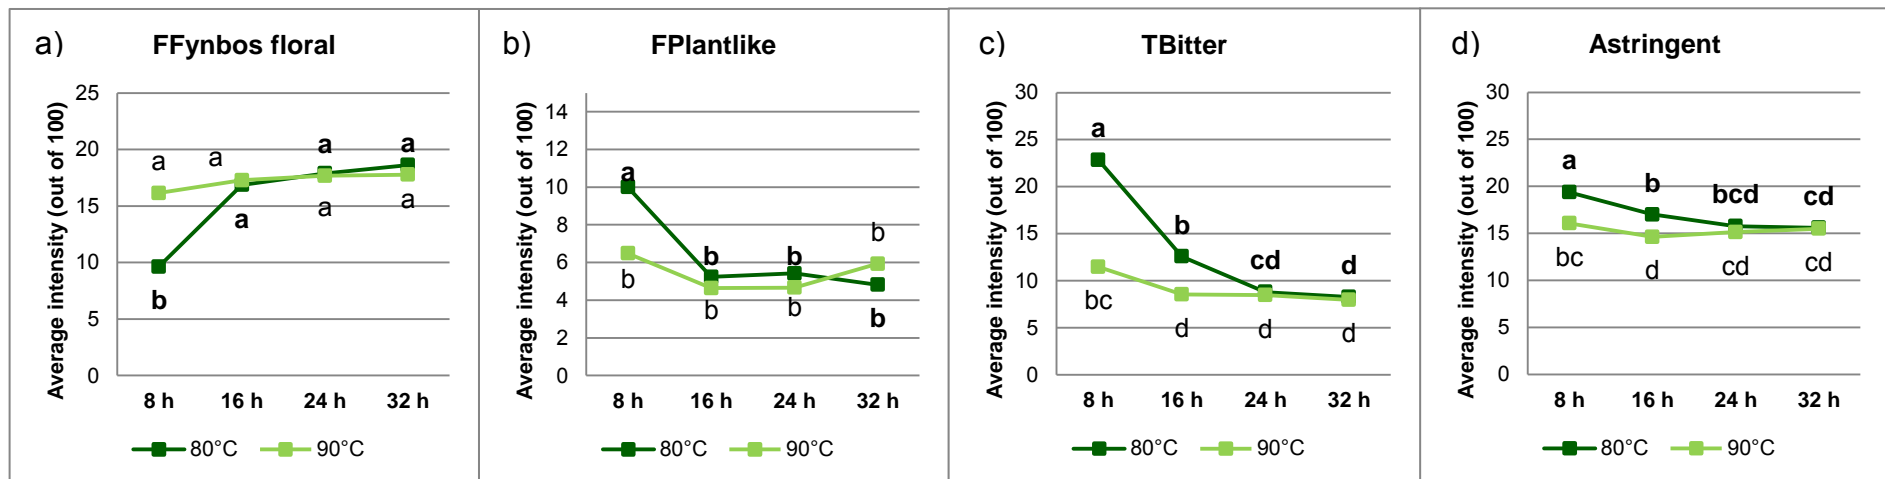 a)
FFynbos floral
Average intensity (out of 100)
25
20
15
10
5
0
a
a
a
a
b
a
a
a
8 h
16 h
24 h
32 h
80°C
90°C
b)
FPlantlike
Average intensity (out of 100)
14
12
10
8
6
4
2
0
a
b
b
b
b
b
b
b
8 h
16 h
24 h
32 h
80°C
90°C
c)
TBitter
Average intensity (out of 100)
30
25
20
15
10
5
0
a
b
cd
d
bc
d
d
d
8 h
16 h
24 h
32 h
80°C
90°C
d)
Astringent
Average intensity (out of 100)
30
25
20
15
10
5
0
a
b
bcd
cd
bc
d
cd
cd
8 h
16 h
24 h
32 h
80°C
90°C